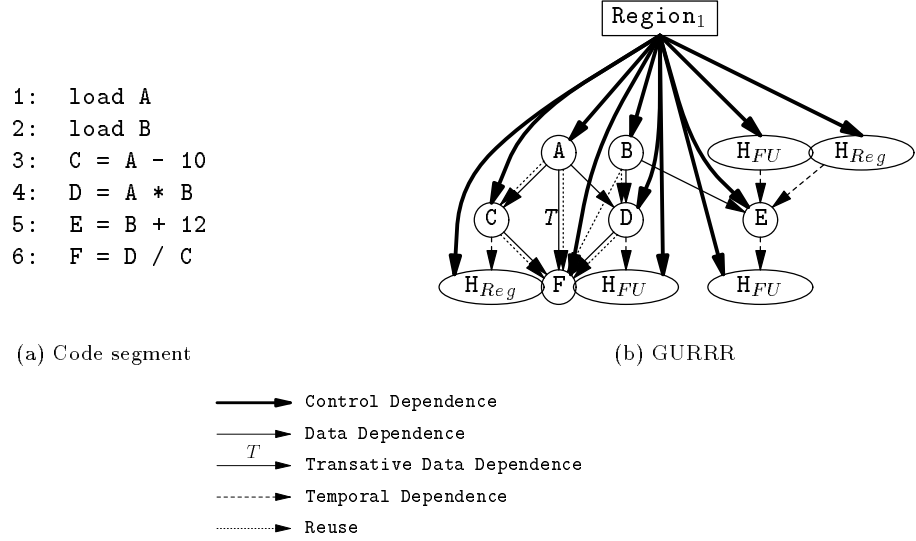 Region1
1: load A
2: load B
3: C = A - 10
4: D = A * B
5: E = B + 12
6: F = D / C
A
B
HFU
HReg
C
T
D
E
HReg
F
HFU
HFU
(a) Code segment
(b) GURRR
Control Dependence
Data Dependence
T
Transative Data Dependence
Temporal Dependence
Reuse